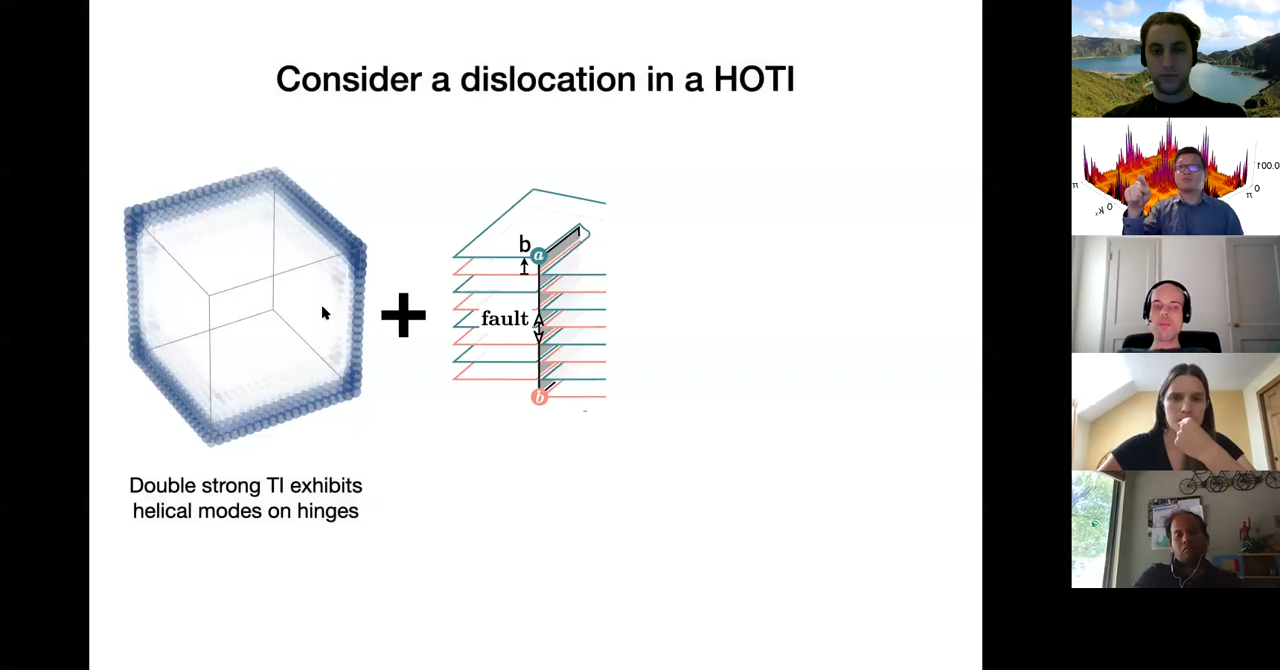 Consider a dislocation in a HOTI
b
a
fault
b
Double strong TI exhibits
helical modes on hinges